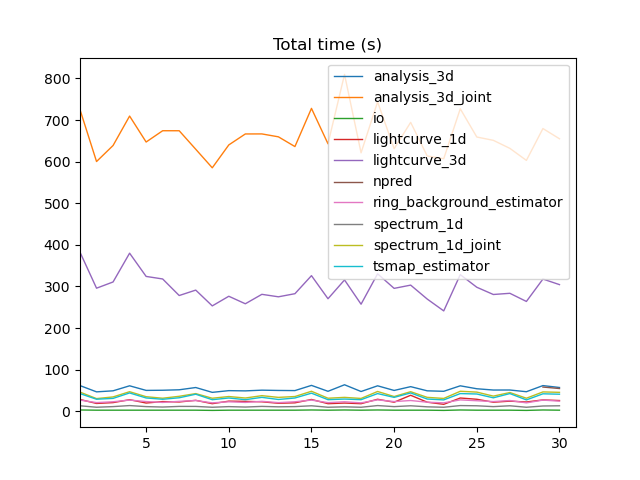 Total time (s)
800
700
600
500
400
300
200
100
0
5
10
15
20
25
30
analysis_3d
analysis_3d_joint
io
lightcurve_1d
lightcurve_3d
npred
ring_background_estimator
spectrum_1d
spectrum_1d_joint
tsmap_estimator